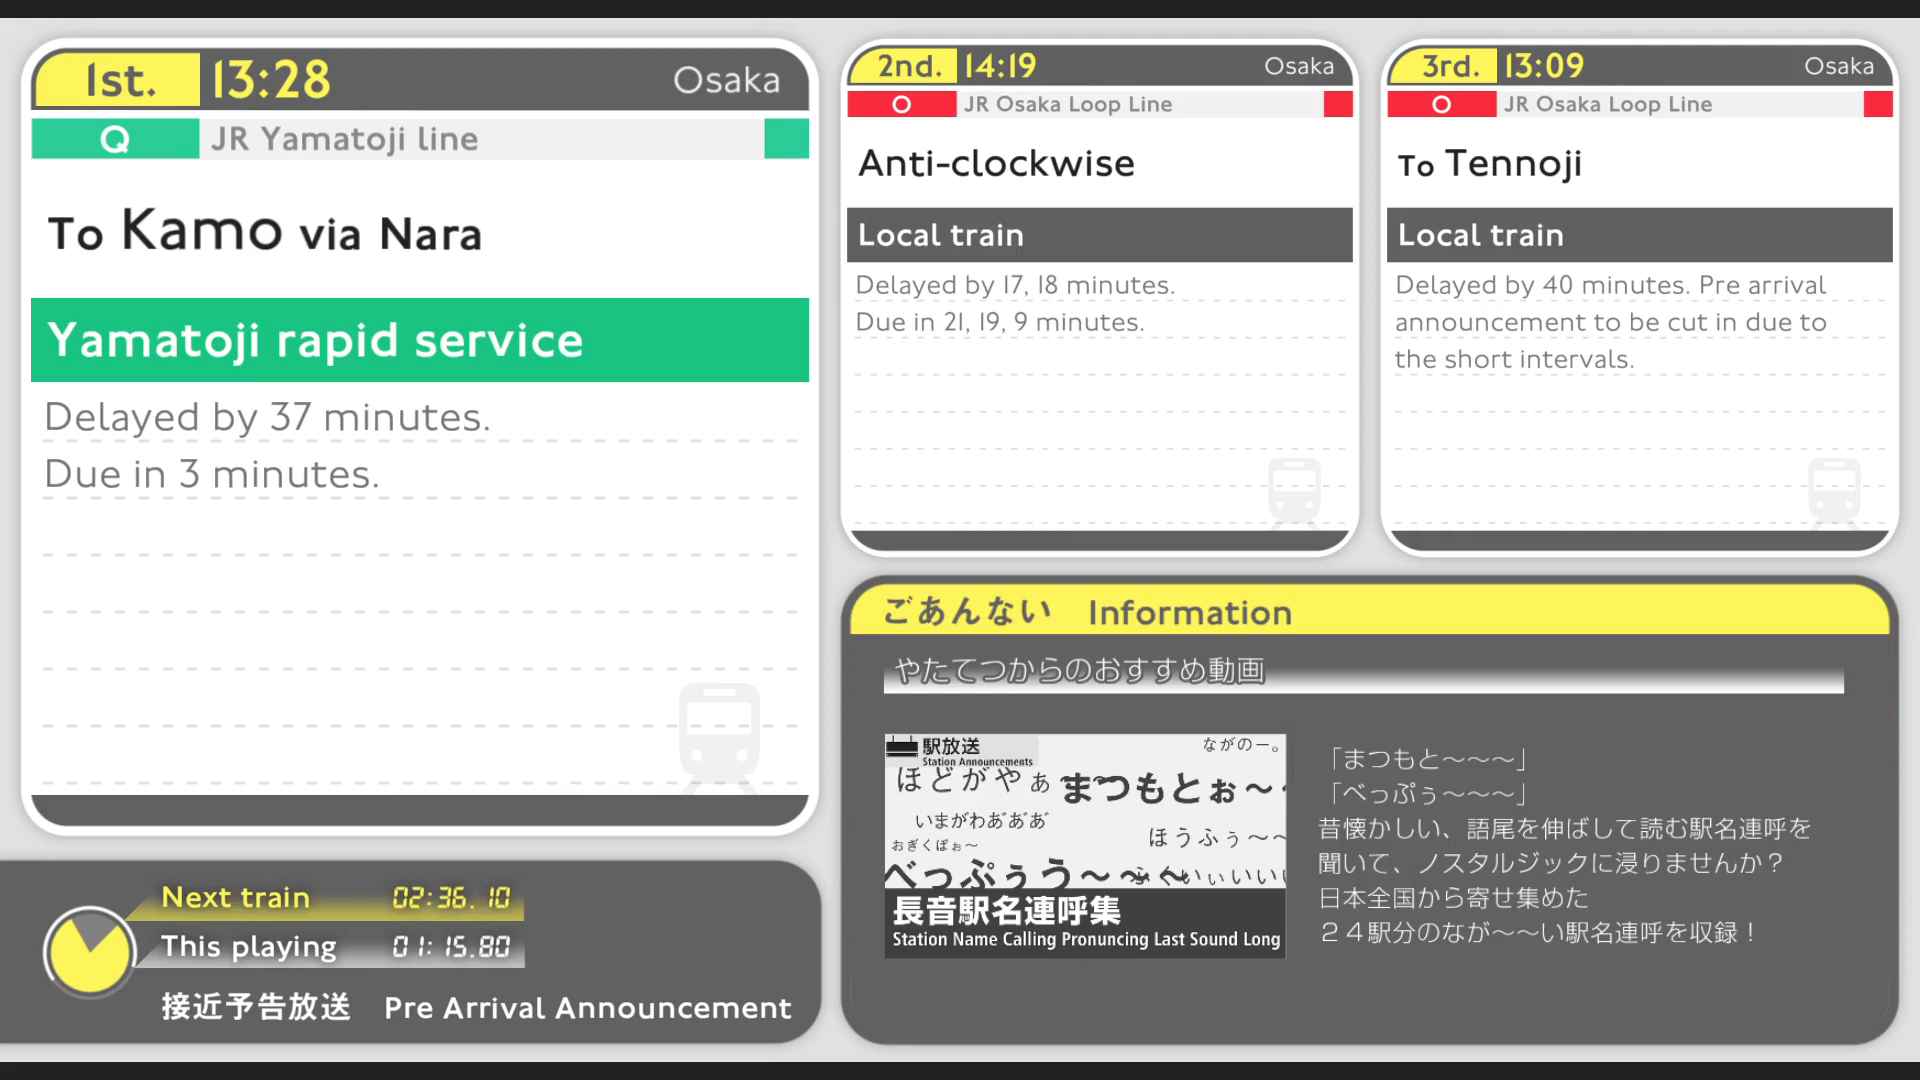 1st. 13:28 Osaka
Q JR Yamatoji line
To Kamo via Nara
Yamatoji rapid service
Delayed by 37 minutes.
Due in 3 minutes.
2nd. 14:19 Osaka
O JR Osaka Loop Line
Anti-clockwise
Local train
Delayed by 17, 18 minutes.
Due in 21, 19, 9 minutes.
3rd. 13:09 Osaka
O JR Osaka Loop Line
To Tennoji
Local train
Delayed by 40 minutes. Pre arrival
announcement to be cut in due to
the short intervals.
Next train 02:36.10
This playing 01:15.80
接近予告放送 Pre Arrival Announcement
ごあんない Information
やたてつからのおすすめ動画
駅放送
Station Announcements
ながのー。
ほどがやぁ
まつもとぉ～
いまがわあ゛あ゛あ゛
おぎくぼぉ～
ほうふぅ～～
べっぷぅう～～～
長音駅名連呼集
Station Name Calling Pronuncing Last Sound Long
「まつもと～～～」
「べっぷぅ～～～」
昔懐かしい、語尾を伸ばして読む駅名連呼を
聞いて、ノスタルジックに浸りませんか？
日本全国から寄せ集めた
２４駅分のなが～～い駅名連呼を収録！